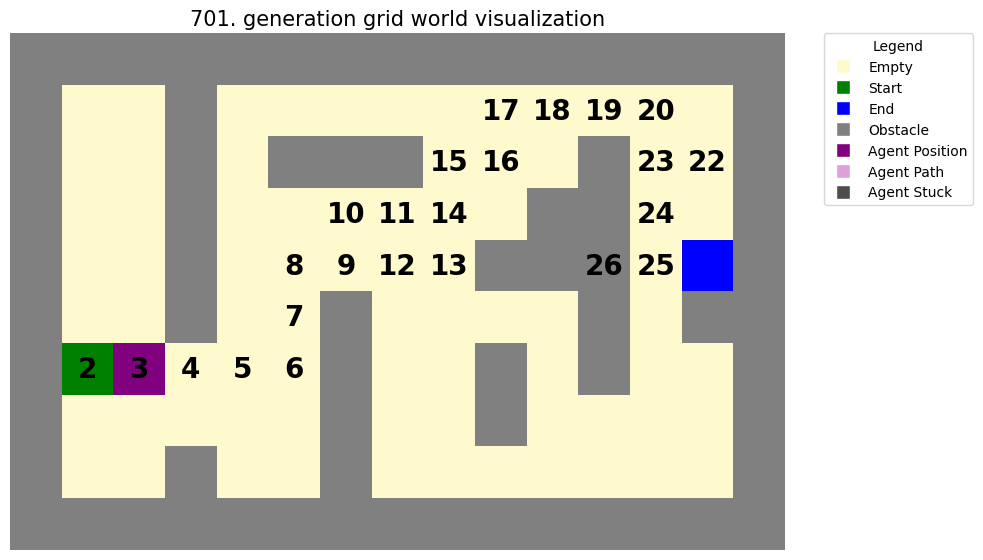 701. generation grid world visualization
17 18 19 20
15 16 23 22
10 11 14 24
8 9 12 13 26 25
7
2 3 4 5 6
Legend
Empty
Start
End
Obstacle
Agent Position
Agent Path
Agent Stuck